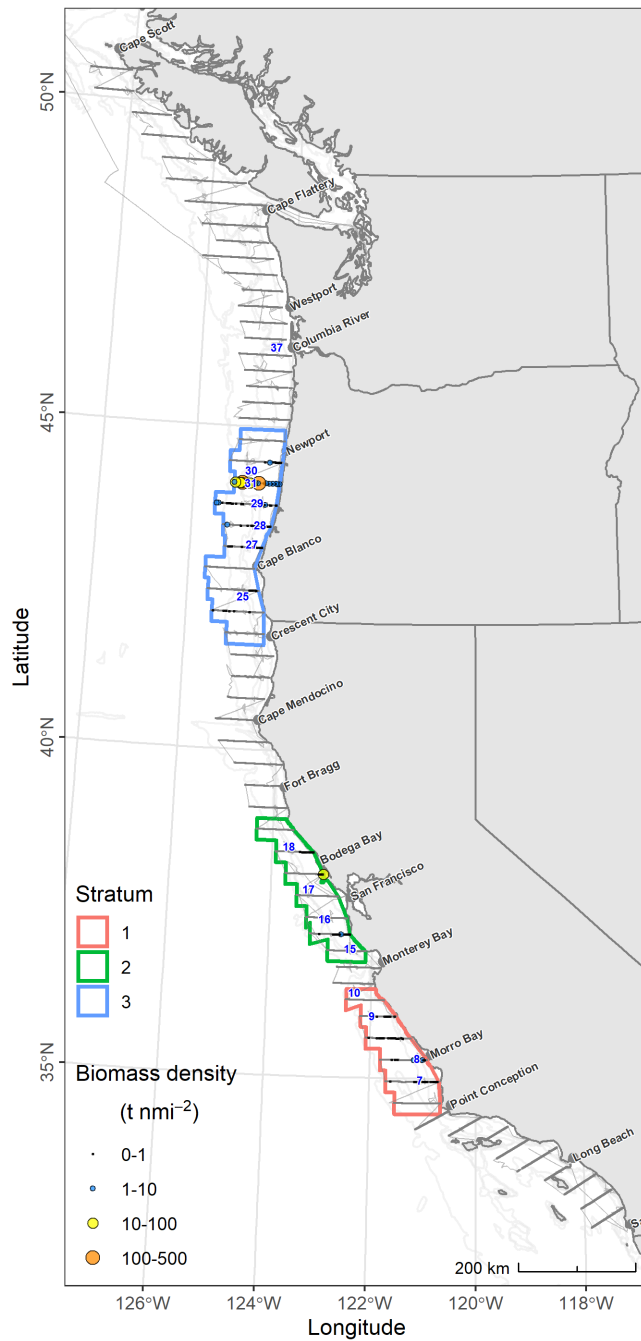 Cape Scott
50°N
Cape Flattery
Westport
Columbia River
37
45°N
Newport
30
31
29
28
27
Cape Blanco
25
Crescent City
Latitude
Cape Mendocino
40°N
Fort Bragg
18
Bodega Bay
17
San Francisco
16
15
Monterey Bay
Stratum
1
2
3
10
9
8
Morro Bay
7
35°N
Point Conception
Biomass density
(t nmi−2)
0-1
1-10
10-100
100-500
Long Beach
Sa
200 km
126°W
124°W
122°W
120°W
118°W
Longitude